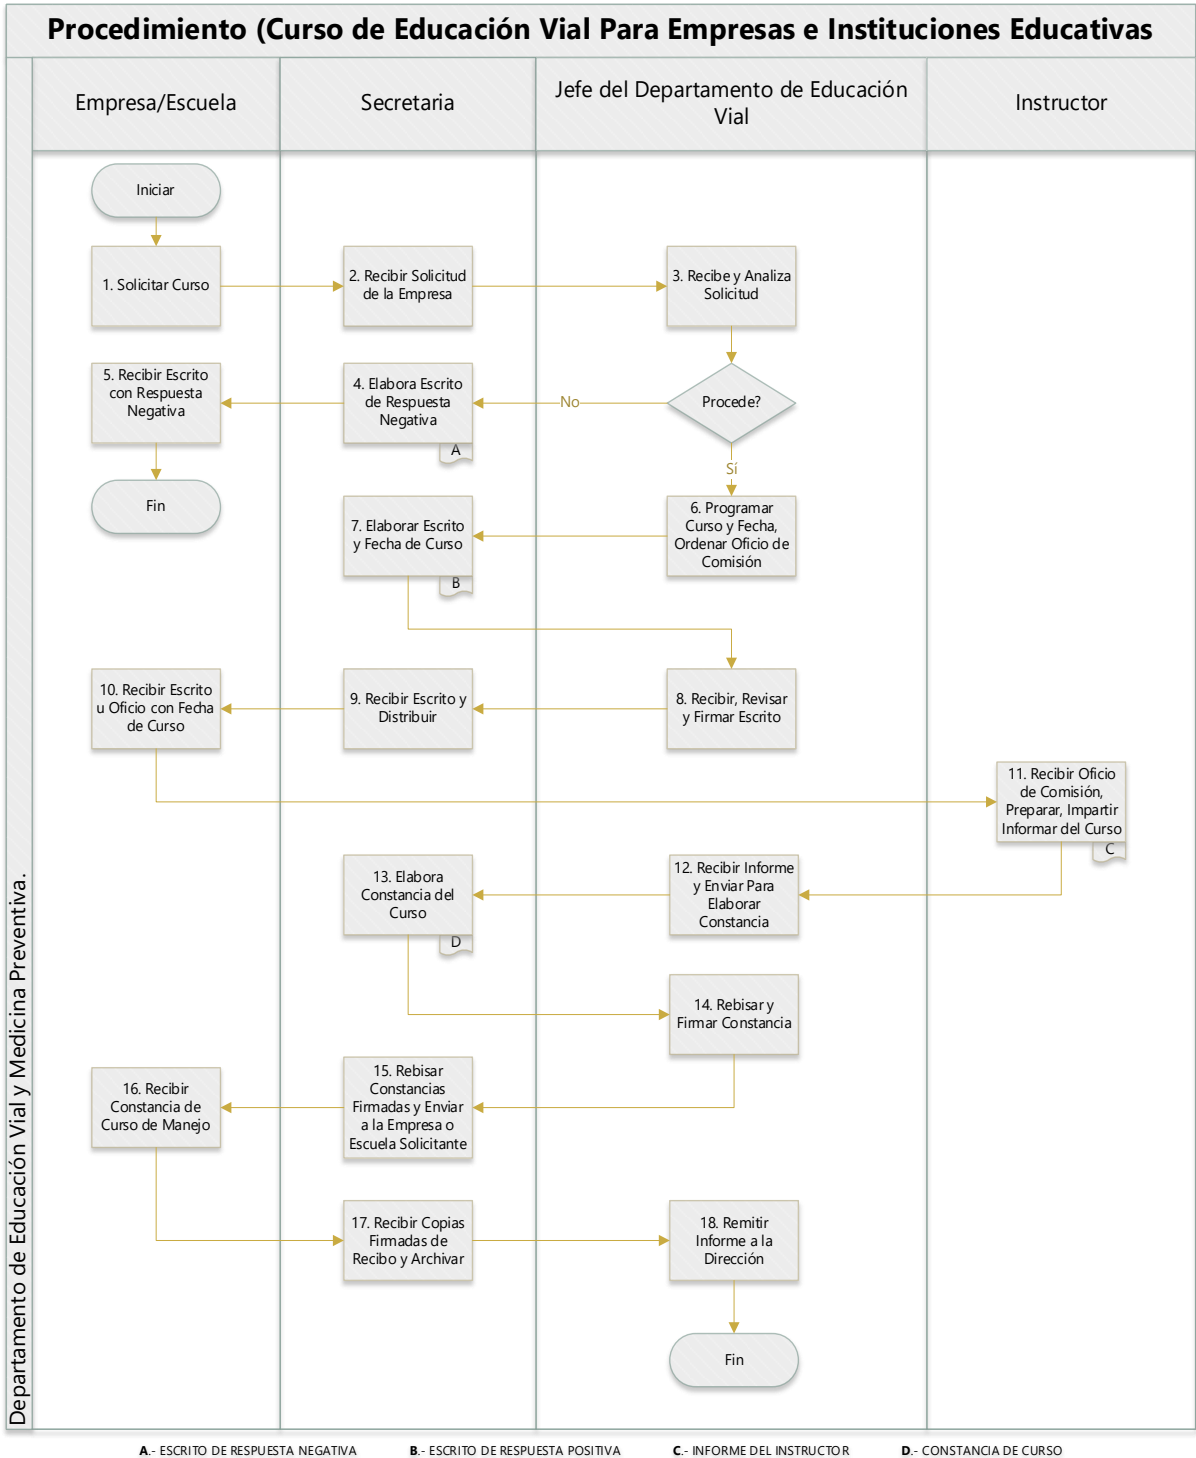 Procedimiento (Curso de Educación Vial Para Empresas e Instituciones Educativas
Empresa/Escuela
Secretaria
Jefe del Departamento de Educación
Vial
Instructor
Departamento de Educación Vial y Medicina Preventiva.
Iniciar
1. Solicitar Curso
2. Recibir Solicitud
de la Empresa
3. Recibe y Analiza
Solicitud
5. Recibir Escrito
con Respuesta
Negativa
4. Elabora Escrito
de Respuesta
Negativa
A
No
Procede?
Sí
Fin
7. Elaborar Escrito
y Fecha de Curso
B
6. Programar
Curso y Fecha,
Ordenar Oficio de
Comisión
10. Recibir Escrito
u Oficio con Fecha
de Curso
9. Recibir Escrito y
Distribuir
8. Recibir, Revisar
y Firmar Escrito
11. Recibir Oficio
de Comisión,
Preparar, Impartir
Informar del Curso
C
13. Elabora
Constancia del
Curso
D
12. Recibir Informe
y Enviar Para
Elaborar
Constancia
14. Rebisar y
Firmar Constancia
16. Recibir
Constancia de
Curso de Manejo
15. Rebisar
Constancias
Firmadas y Enviar
a la Empresa o
Escuela Solicitante
17. Recibir Copias
Firmadas de
Recibo y Archivar
18. Remitir
Informe a la
Dirección
Fin
A.- ESCRITO DE RESPUESTA NEGATIVA
B.- ESCRITO DE RESPUESTA POSITIVA
C.- INFORME DEL INSTRUCTOR
D.- CONSTANCIA DE CURSO